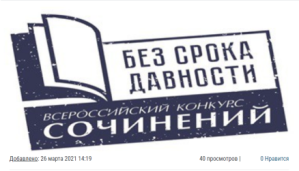 БЕЗ СРОКА
ДАВНОСТИ
ВСЕРОССИЙСКИЙ КОНКУРС
СОЧИНЕНИЙ
Добавлено: 26 марта 2021 14:19 40 просмотров | 0 Нравится